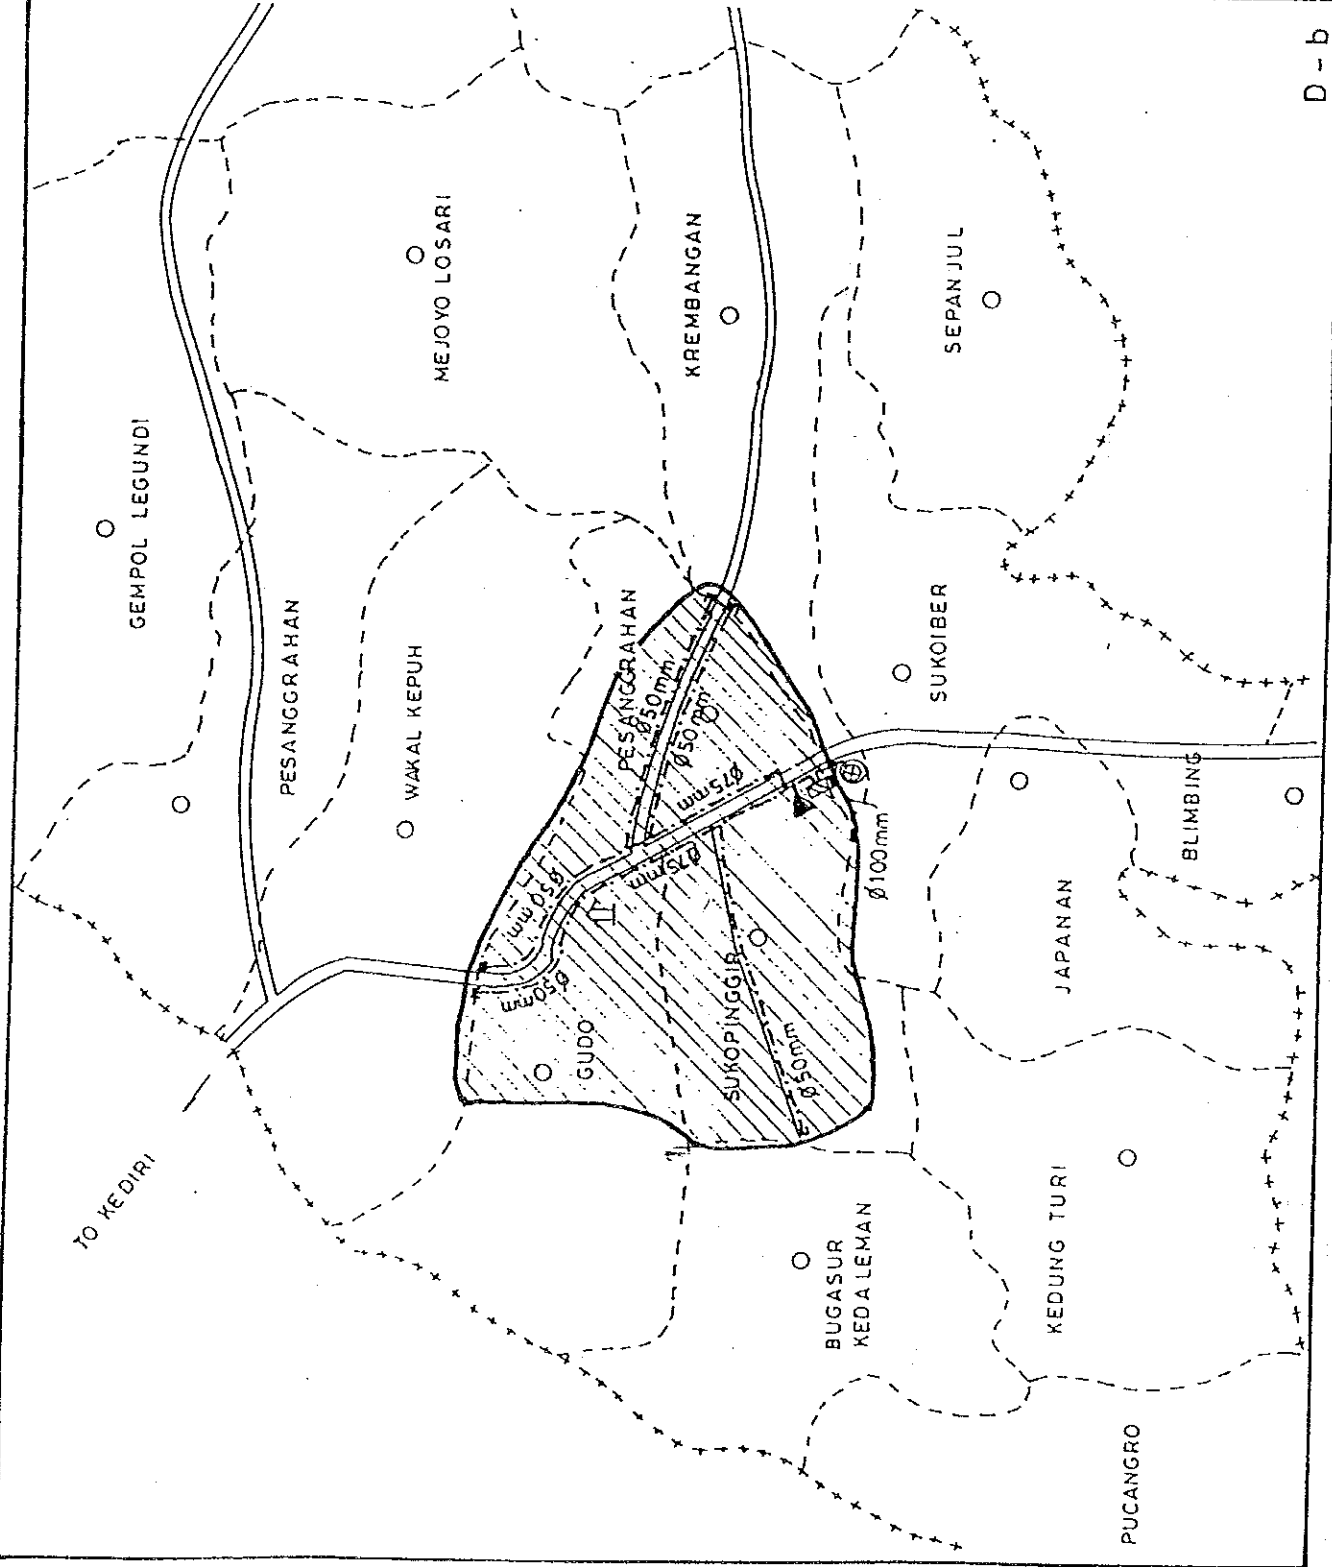 D - b
GEMPOL LEGUNDI
MEJOYO LOSARI
KREMBANGAN
SEPANJUL
PESANGGRAHAN
WAKAL KEPUH
PESANGGRAHAN
SUKOIBER
Ø50mm
Ø50mm
Ø75mm
Ø75mm
Ø50mm
Ø50mm
Ø100mm
BLIMBING
JAPANAN
GUDO
SUKOPINGGIR
Ø50mm
TO KEDIRI
BUGASUR
KEDALEMAN
KEDUNG TURI
PUCANGRO